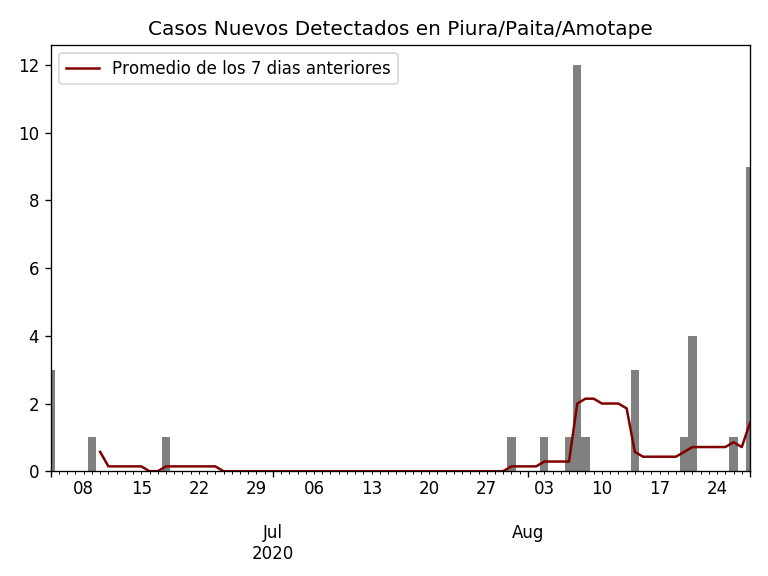 Casos Nuevos Detectados en Piura/Paita/Amotape
Promedio de los 7 dias anteriores
12
10
8
6
4
2
0
08 15 22 29 06 13 20 27 03 10 17 24
Jul Aug
2020